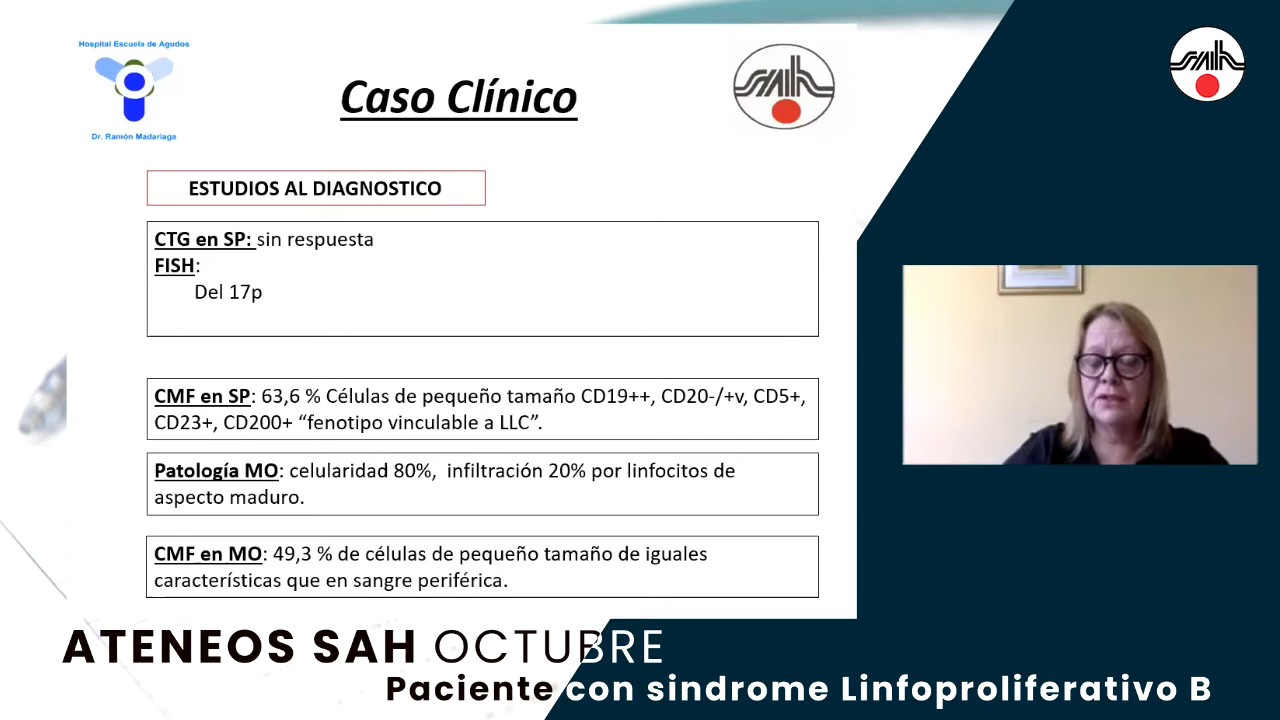 Hospital Escuela de Agudos
Dr. Ramón Madariaga
Caso Clínico
ESTUDIOS AL DIAGNOSTICO
CTG en SP: sin respuesta
FISH:
Del 17p
CMF en SP: 63,6 % Células de pequeño tamaño CD19++, CD20-/+v, CD5+,
CD23+, CD200+ “fenotipo vinculable a LLC”.
Patología MO: celularidad 80%, infiltración 20% por linfocitos de
aspecto maduro.
CMF en MO: 49,3 % de células de pequeño tamaño de iguales
características que en sangre periférica.
ATENEOS SAH OCTUBRE
Paciente con sindrome Linfoproliferativo B